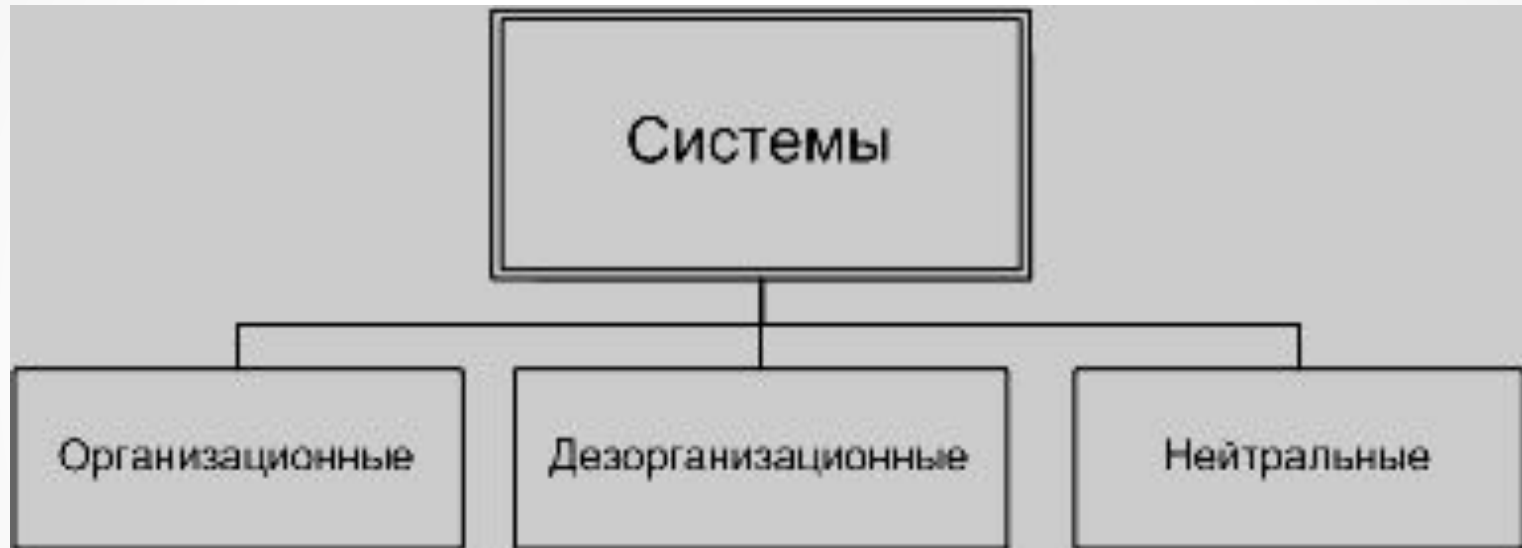 Системы
Организационные
Дезорганизационные
Нейтральные